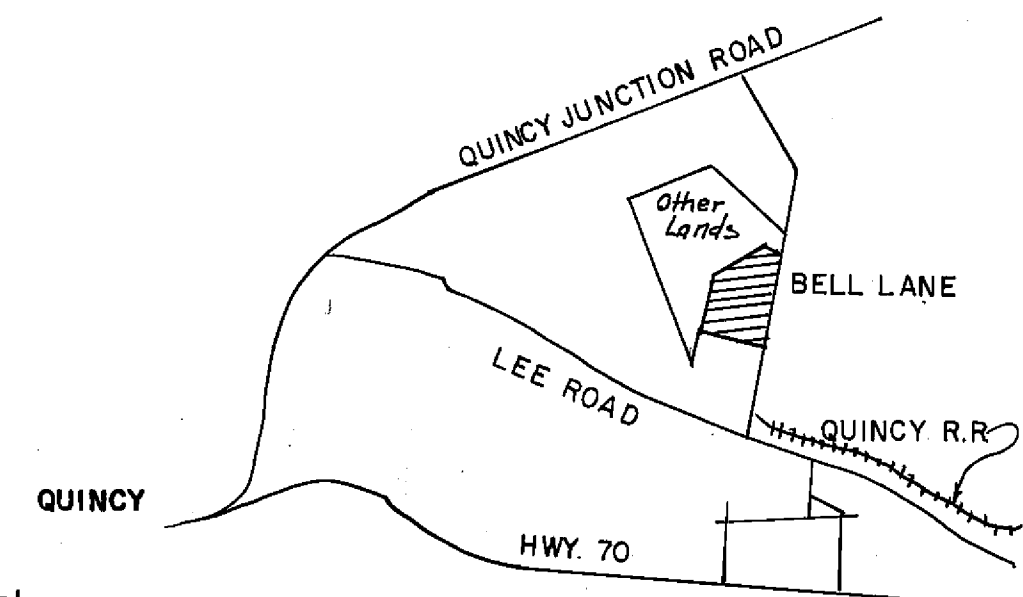 QUINCY JUNCTION ROAD
Other
Lands
BELL LANE
LEE ROAD
QUINCY R.R
QUINCY
HWY. 70